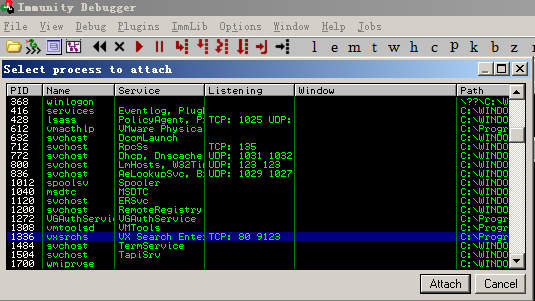 Immunity Debugger
File View Debug Plugins ImmLib Options Window Help Jobs
l e m t w h c p k b z
Select process to attach
PID Name Service Listening Window Path
368 winlogon \??\C:\W
416 services Eventlog, Plug C:\WINDO
428 lsass PolicyAgent, P TCP: 1025 UDP: C:\WINDO
612 vmacthlp VMware Physica C:\Progr
632 svchost DcomLaunch C:\WINDO
712 svchost RpcSs TCP: 135 C:\WINDO
772 svchost Dhcp, Dnscache UDP: 1031 1032 C:\WINDO
800 svchost LmHosts, W32Tim UDP: 123 123 C:\WINDO
836 svchost AeLookupSvc, B UDP: 1029 1027 C:\WINDO
1012 spoolsv Spooler C:\WINDO
1040 msdtc MSDTC C:\WINDO
1120 svchost ERSvc C:\WINDO
1200 svchost RemoteRegistry C:\WINDO
1272 VGAuthServic VGAuthService C:\Progr
1308 vmtoolsd VMTools C:\Progr
1336 vxsrchs VX Search Ente TCP: 80 9123 C:\Progr
1484 svchost TermService C:\WINDO
1504 svchost TapiSrv C:\WINDO
1700 wmiprvse C:\WINDO
Attach Cancel